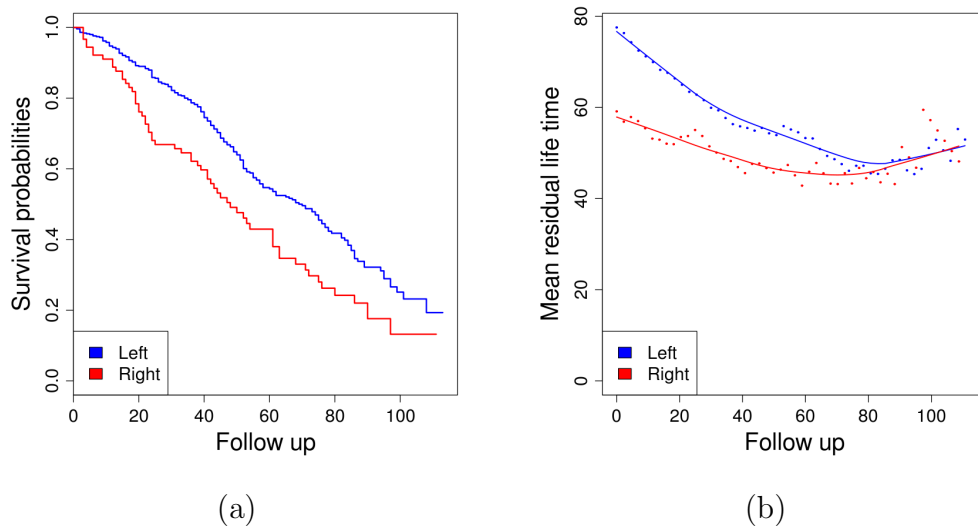 1.0
0.8
0.6
0.4
0.2
0.0
Survival probabilities
Left
Right
0 20 40 60 80 100
Follow up
(a)
80
60
40
20
0
Mean residual life time
Left
Right
0 20 40 60 80 100
Follow up
(b)